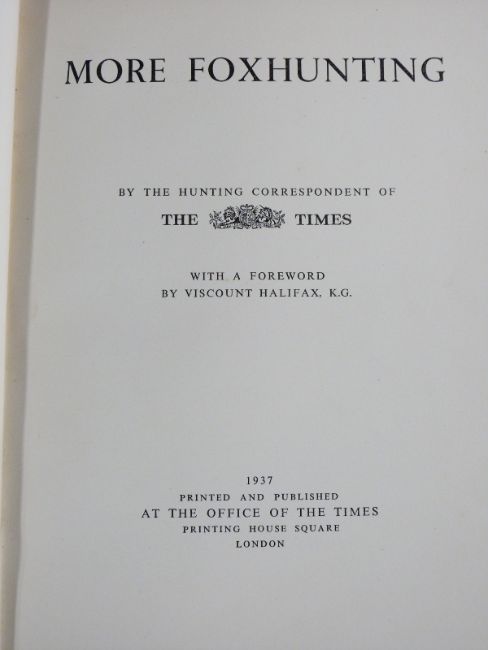 MORE FOXHUNTING
BY THE HUNTING CORRESPONDENT OF
THE TIMES
WITH A FOREWORD
BY VISCOUNT HALIFAX, K.G.
1937
PRINTED AND PUBLISHED
AT THE OFFICE OF THE TIMES
PRINTING HOUSE SQUARE
LONDON